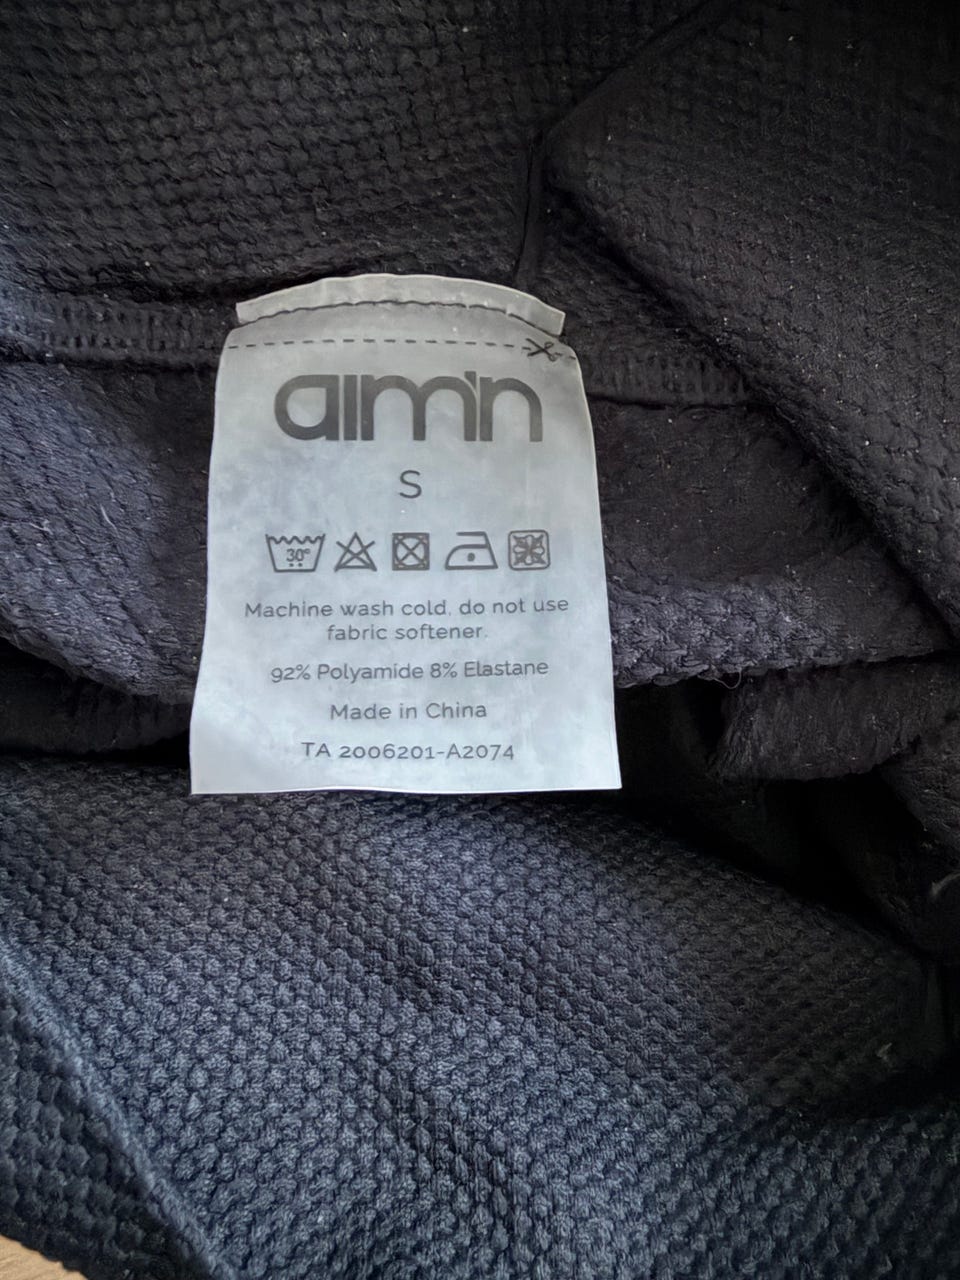 aim'n
S
30°
Machine wash cold, do not use
fabric softener.
92% Polyamide 8% Elastane
Made in China
TA 2006201-A2074